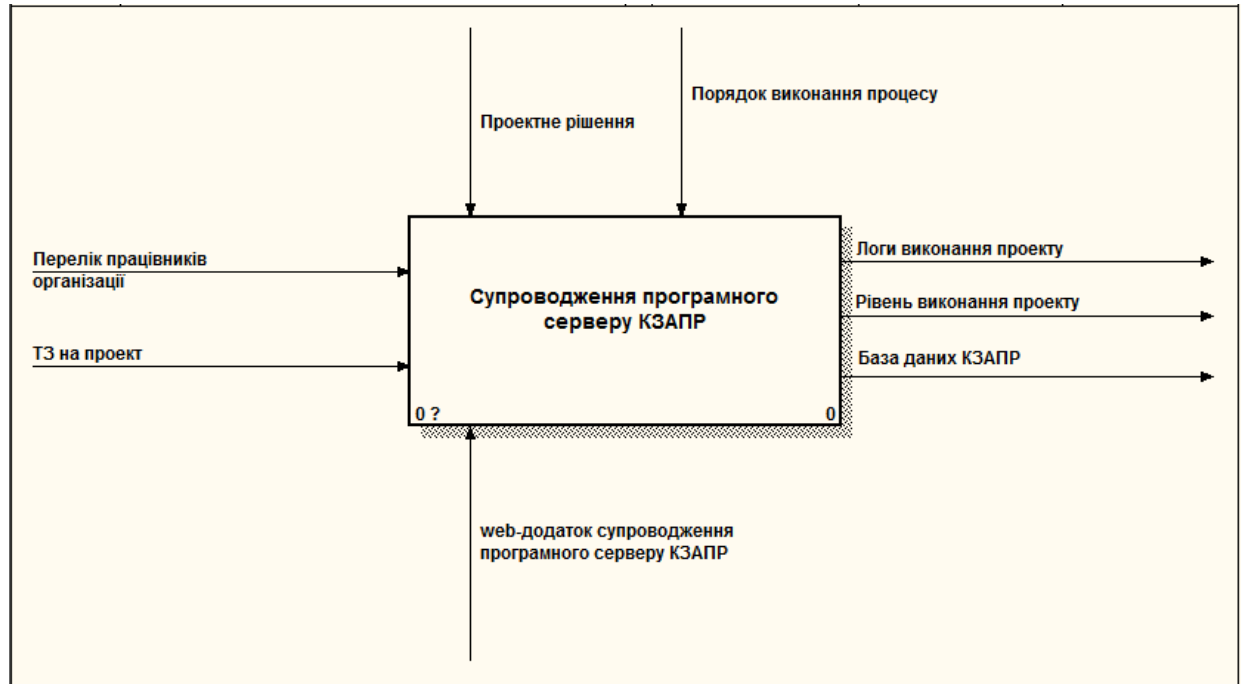 Порядок виконання процесу
Проектне рішення
Перелік працівників
організації
ТЗ на проект
Супроводження програмного
серверу КЗАПР
0 ?
0
Логи виконання проекту
Рівень виконання проекту
База даних КЗАПР
web-додаток супроводження
програмного серверу КЗАПР